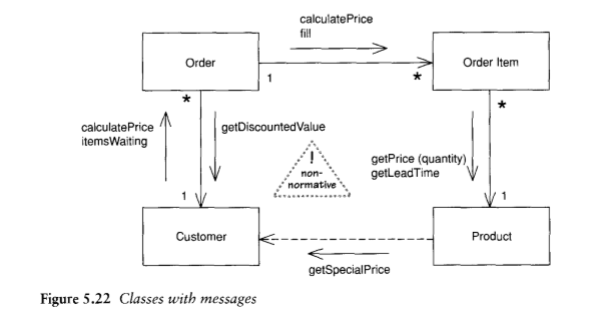 calculatePrice
fill
Order
Order Item
1
*
*
*
calculatePrice
itemsWaiting
getDiscountedValue
!
non-
normative
getPrice (quantity)
getLeadTime
1
1
Customer
Product
getSpecialPrice
Figure 5.22 Classes with messages